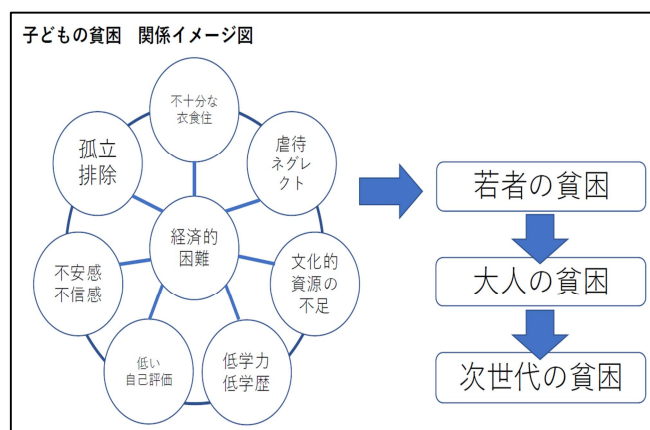 子どもの貧困 関係イメージ図
不十分な
衣食住
虐待
ネグレ
クト
文化的
資源の
不足
低学力
低学歴
低い
自己評価
不安感
不信感
孤立
排除
経済的
困難
若者の貧困
大人の貧困
次世代の貧困